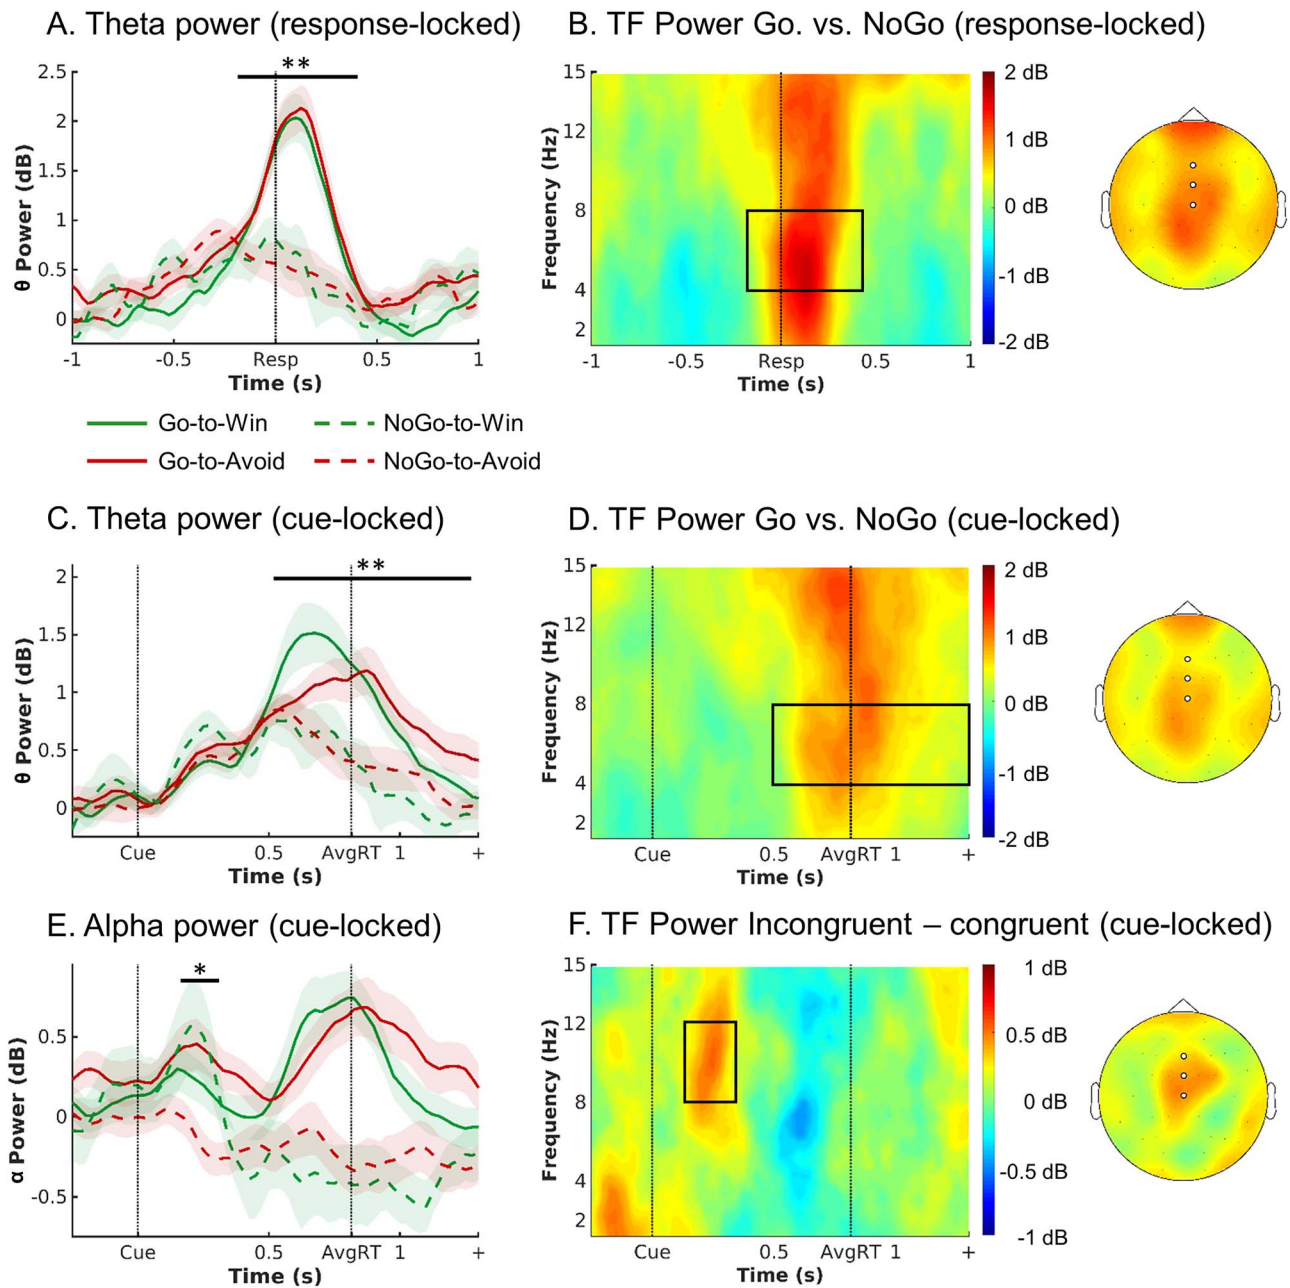 A. Theta power (response-locked)
B. TF Power Go. vs. NoGo (response-locked)
**
2.5
2
1.5
1
0.5
0
θ Power (dB)
-1
-0.5
Resp
0.5
1
Time (s)
15
12
8
4
2
Frequency (Hz)
-1
-0.5
Resp
0.5
1
Time (s)
2 dB
1 dB
0 dB
-1 dB
-2 dB
Go-to-Win
NoGo-to-Win
Go-to-Avoid
NoGo-to-Avoid
C. Theta power (cue-locked)
D. TF Power Go vs. NoGo (cue-locked)
**
2
1.5
1
0.5
0
θ Power (dB)
Cue
0.5
AvgRT
1
+
Time (s)
15
12
8
4
2
Frequency (Hz)
Cue
0.5
AvgRT
1
+
Time (s)
2 dB
1 dB
0 dB
-1 dB
-2 dB
E. Alpha power (cue-locked)
F. TF Power Incongruent – congruent (cue-locked)
*
0.5
0
-0.5
α Power (dB)
Cue
0.5
AvgRT
1
+
Time (s)
15
12
8
4
2
Frequency (Hz)
Cue
0.5
AvgRT
1
+
Time (s)
1 dB
0.5 dB
0 dB
-0.5 dB
-1 dB